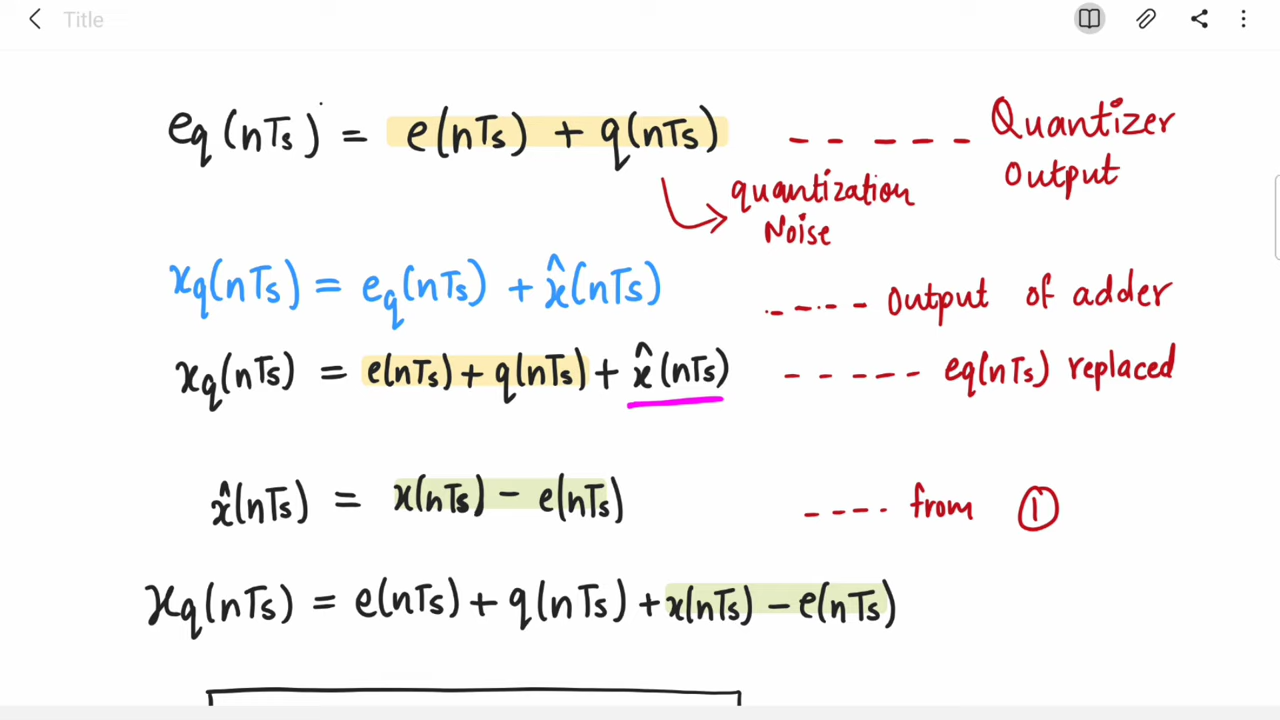 Title
eq(nTs) = e(nTs) + q(nTs) ----- Quantizer Output
quantization Noise
xq(nTs) = eq(nTs) + x̂(nTs) ---- output of adder
xq(nTs) = e(nTs) + q(nTs) + x̂(nTs) ----- eq(nTs) replaced
x̂(nTs) = x(nTs) - e(nTs) ---- from ①
xq(nTs) = e(nTs) + q(nTs) + x(nTs) - e(nTs)